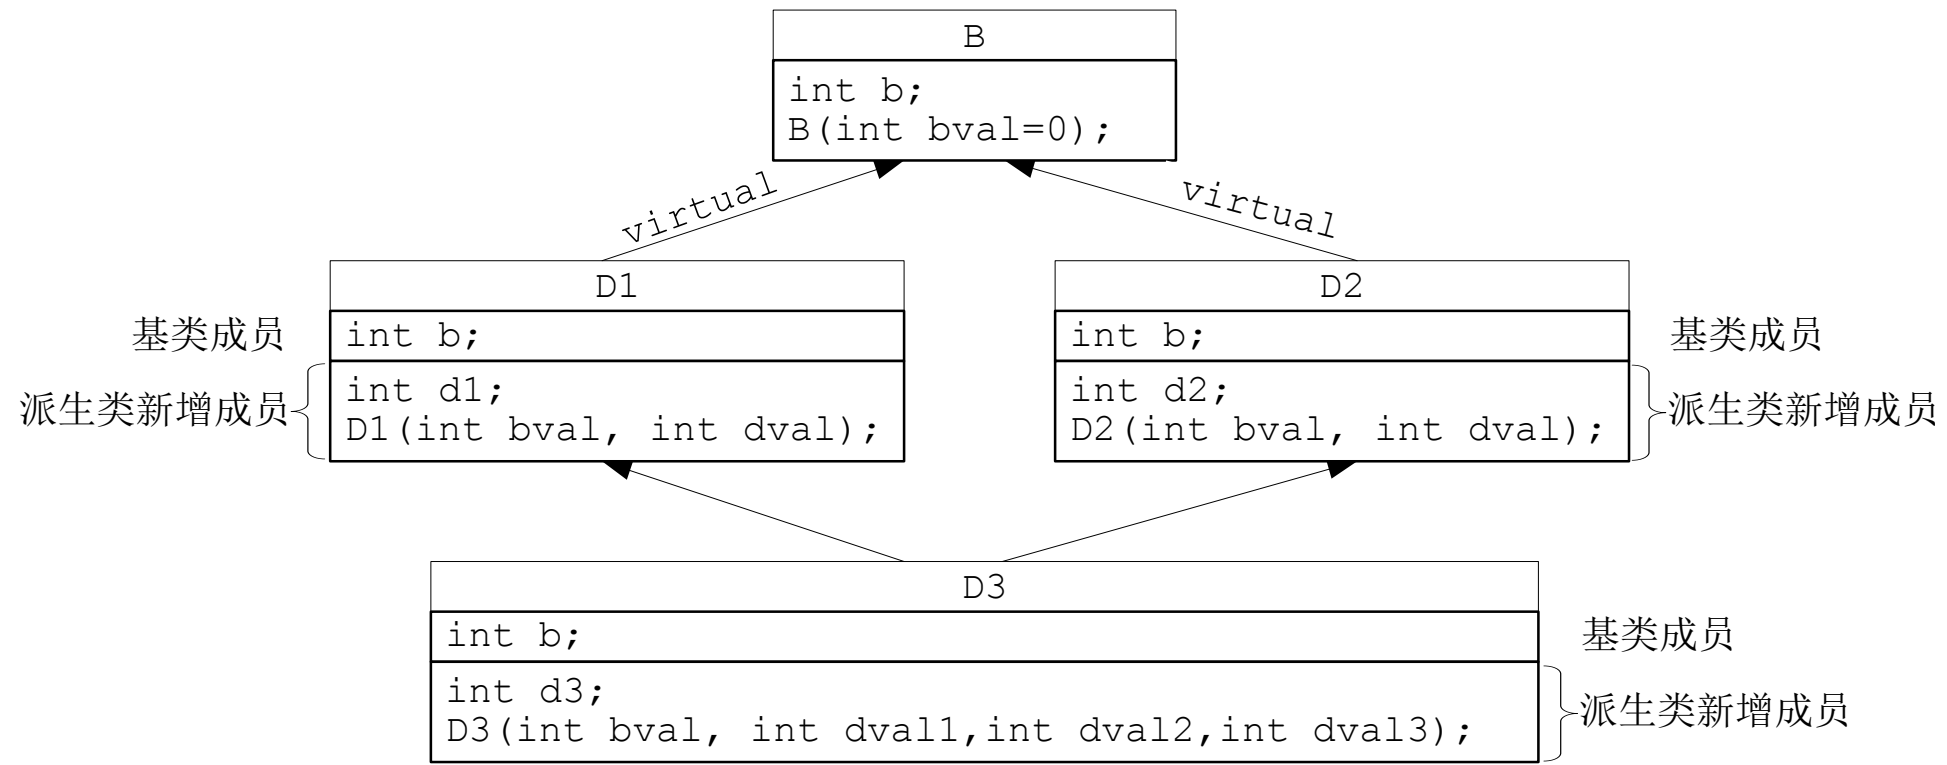 B
int b;
B(int bval=0);
virtual
virtual
D1
基类成员
int b;
派生类新增成员
int d1;
D1(int bval, int dval);
D2
int b;
基类成员
int d2;
D2(int bval, int dval);
派生类新增成员
D3
int b;
基类成员
int d3;
D3(int bval, int dval1,int dval2,int dval3);
派生类新增成员